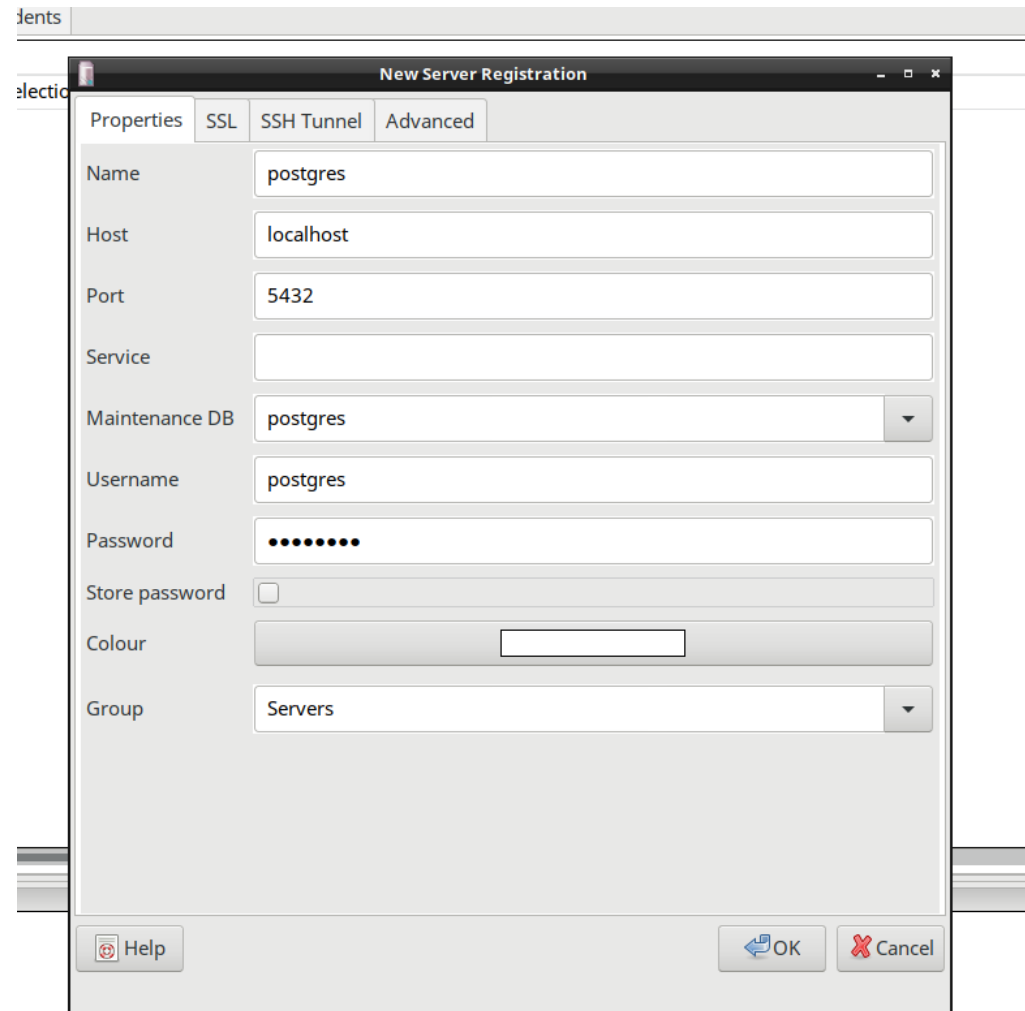 dents
New Server Registration
electio
Properties SSL SSH Tunnel Advanced
Name postgres
Host localhost
Port 5432
Service
Maintenance DB postgres
Username postgres
Password ••••••••
Store password
Colour
Group Servers
Help OK Cancel